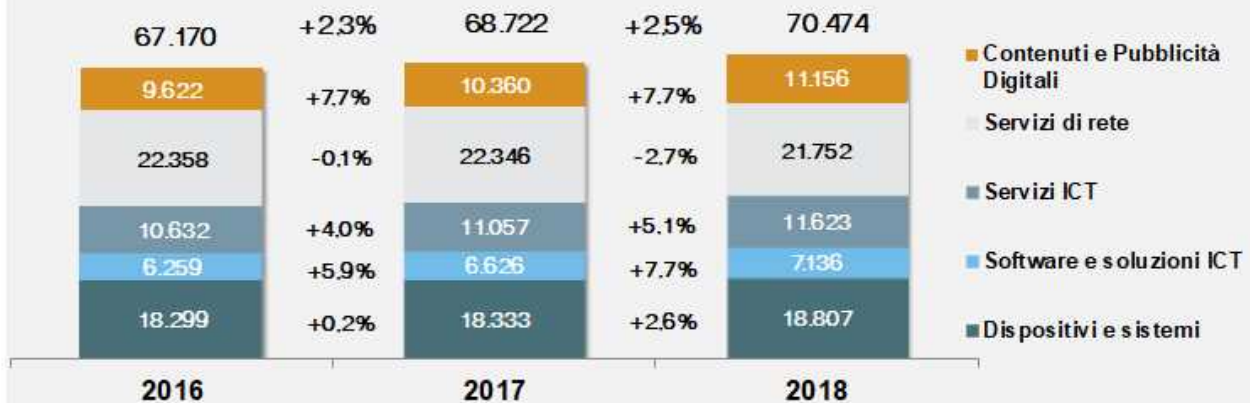 67.170 +2,3% 68.722 +2,5% 70.474
9.622 +7,7% 10.360 +7,7% 11.156
22.358 -0,1% 22.346 -2,7% 21.752
10.632 +4,0% 11.057 +5,1% 11.623
6.259 +5,9% 6.626 +7,7% 7.136
18.299 +0,2% 18.333 +2,6% 18.807
2016 2017 2018
Contenuti e Pubblicità
Digitali
Servizi di rete
Servizi ICT
Software e soluzioni ICT
Dispositivi e sistemi